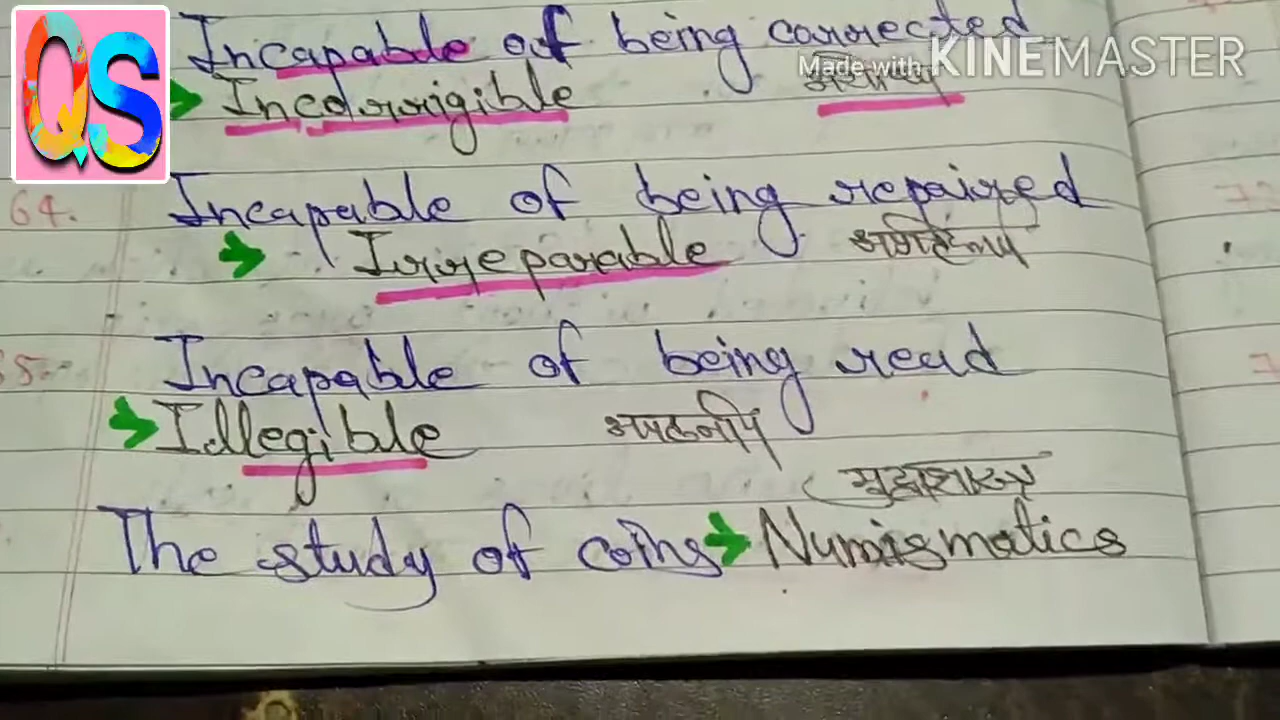 QS
Incapable of being corrected
Made with KINEMASTER
Incorrigible
64. Incapable of being repaired
Irreparable
65. Incapable of being read
Illegible अपठनीय
मुद्राशास्त्र
The study of coins Numismatics